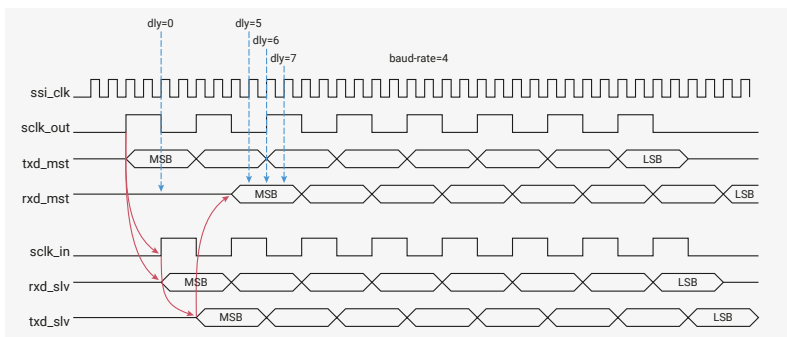 dly=0
dly=5
dly=6
dly=7
baud-rate=4
ssi_clk
sclk_out
txd_mst MSB LSB
rxd_mst MSB LSB
sclk_in
rxd_slv MSB LSB
txd_slv MSB LSB